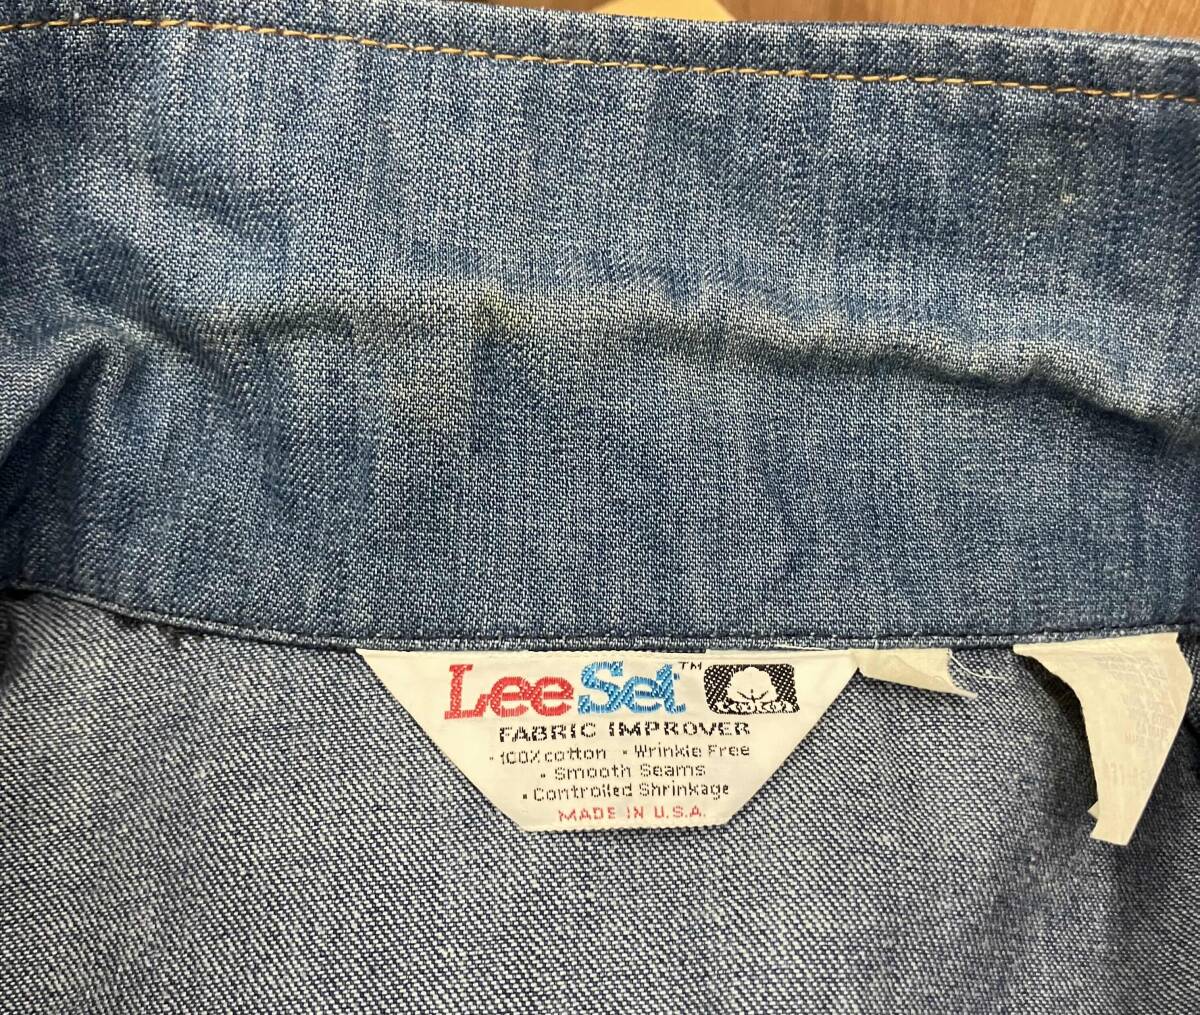 LeeSet™
FABRIC IMPROVER
· 100% cotton · Wrinkle Free
· Smooth Seams
· Controlled Shrinkage
MADE IN U.S.A.